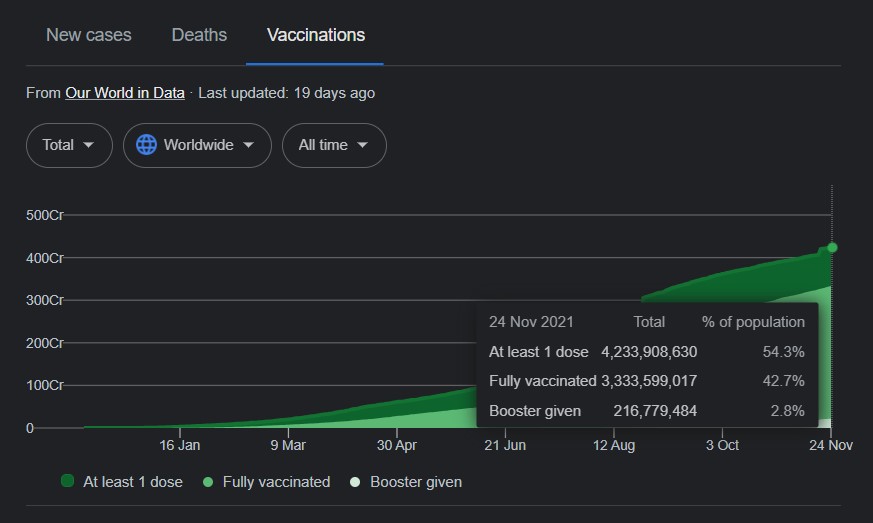 New cases Deaths Vaccinations
From Our World in Data · Last updated: 19 days ago
Total Worldwide All time
500Cr
400Cr
300Cr
200Cr
100Cr
0
24 Nov 2021 Total % of population
At least 1 dose 4,233,908,630 54.3%
Fully vaccinated 3,333,599,017 42.7%
Booster given 216,779,484 2.8%
16 Jan 9 Mar 30 Apr 21 Jun 12 Aug 3 Oct 24 Nov
At least 1 dose Fully vaccinated Booster given